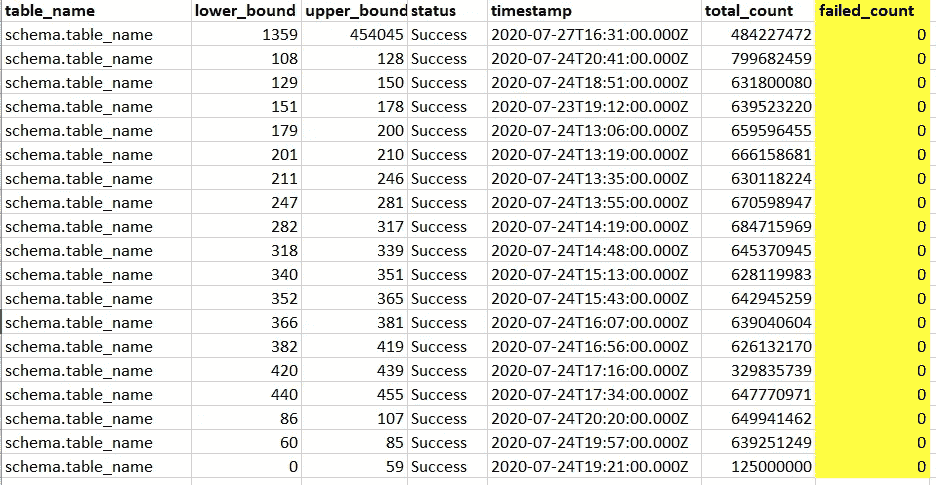 table_name lower_bound upper_bound status timestamp total_count failed_count
schema.table_name 1359 454045 Success 2020-07-27T16:31:00.000Z 484227472 0
schema.table_name 108 128 Success 2020-07-24T20:41:00.000Z 799682459 0
schema.table_name 129 150 Success 2020-07-24T18:51:00.000Z 631800080 0
schema.table_name 151 178 Success 2020-07-23T19:12:00.000Z 639523220 0
schema.table_name 179 200 Success 2020-07-24T13:06:00.000Z 659596455 0
schema.table_name 201 210 Success 2020-07-24T13:19:00.000Z 666158681 0
schema.table_name 211 246 Success 2020-07-24T13:35:00.000Z 630118224 0
schema.table_name 247 281 Success 2020-07-24T13:55:00.000Z 670598947 0
schema.table_name 282 317 Success 2020-07-24T14:19:00.000Z 684715969 0
schema.table_name 318 339 Success 2020-07-24T14:48:00.000Z 645370945 0
schema.table_name 340 351 Success 2020-07-24T15:13:00.000Z 628119983 0
schema.table_name 352 365 Success 2020-07-24T15:43:00.000Z 642945259 0
schema.table_name 366 381 Success 2020-07-24T16:07:00.000Z 639040604 0
schema.table_name 382 419 Success 2020-07-24T16:56:00.000Z 626132170 0
schema.table_name 420 439 Success 2020-07-24T17:16:00.000Z 329835739 0
schema.table_name 440 455 Success 2020-07-24T17:34:00.000Z 647770971 0
schema.table_name 86 107 Success 2020-07-24T20:20:00.000Z 649941462 0
schema.table_name 60 85 Success 2020-07-24T19:57:00.000Z 639251249 0
schema.table_name 0 59 Success 2020-07-24T19:21:00.000Z 125000000 0